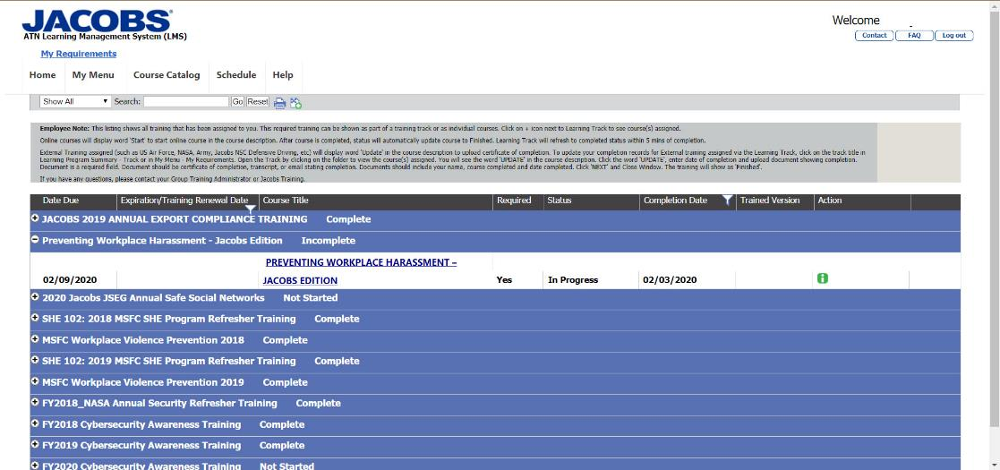 JACOBS®
ATN Learning Management System (LMS)
Welcome
Contact FAQ Log out
My Requirements
Home My Menu Course Catalog Schedule Help
Show All Search: Go Reset
Employee Note: This listing shows all training that has been assigned to you. This required training can be shown as part of a training track or as individual courses. Click on + icon next to Learning Track to see course(s) assigned.
Online courses will display word 'Start' to start online course in the course description. After course is completed, status will automatically update course to Finished. Learning Track will refresh to completed status within 5 mins of completion.
External Training assigned (such as US Air Force, NASA, Army, Jacobs NSC Defensive Driving, etc) will display word 'Update' in the course description to upload certificate of completion. To update your completion records for External training assigned via the Learning Track, click on the track title in
Learning Program Summary - Track or in My Menu - My Requirements. Open the Track by clicking on the folder to view the course(s) assigned. You will see the word 'UPDATE' in the course description. Click the word 'UPDATE', enter date of completion and upload document showing completion.
Document is a required field. Document should be certificate of completion, transcript, or email stating completion. Documents should include your name, course completed and date completed. Click 'NEXT' and Close Window. The training will show as 'Finished'.
If you have any questions, please contact your Group Training Administrator or Jacobs Training.
Date Due Expiration/Training Renewal Date Course Title Required Status Completion Date Trained Version Action
JACOBS 2019 ANNUAL EXPORT COMPLIANCE TRAINING Complete
Preventing Workplace Harassment - Jacobs Edition Incomplete
PREVENTING WORKPLACE HARASSMENT –
02/09/2020 JACOBS EDITION Yes In Progress 02/03/2020
2020 Jacobs JSEG Annual Safe Social Networks Not Started
SHE 102: 2018 MSFC SHE Program Refresher Training Complete
MSFC Workplace Violence Prevention 2018 Complete
SHE 102: 2019 MSFC SHE Program Refresher Training Complete
MSFC Workplace Violence Prevention 2019 Complete
FY2018_NASA Annual Security Refresher Training Complete
FY2018 Cybersecurity Awareness Training Complete
FY2019 Cybersecurity Awareness Training Complete
FY2020 Cybersecurity Awareness Training Not Started